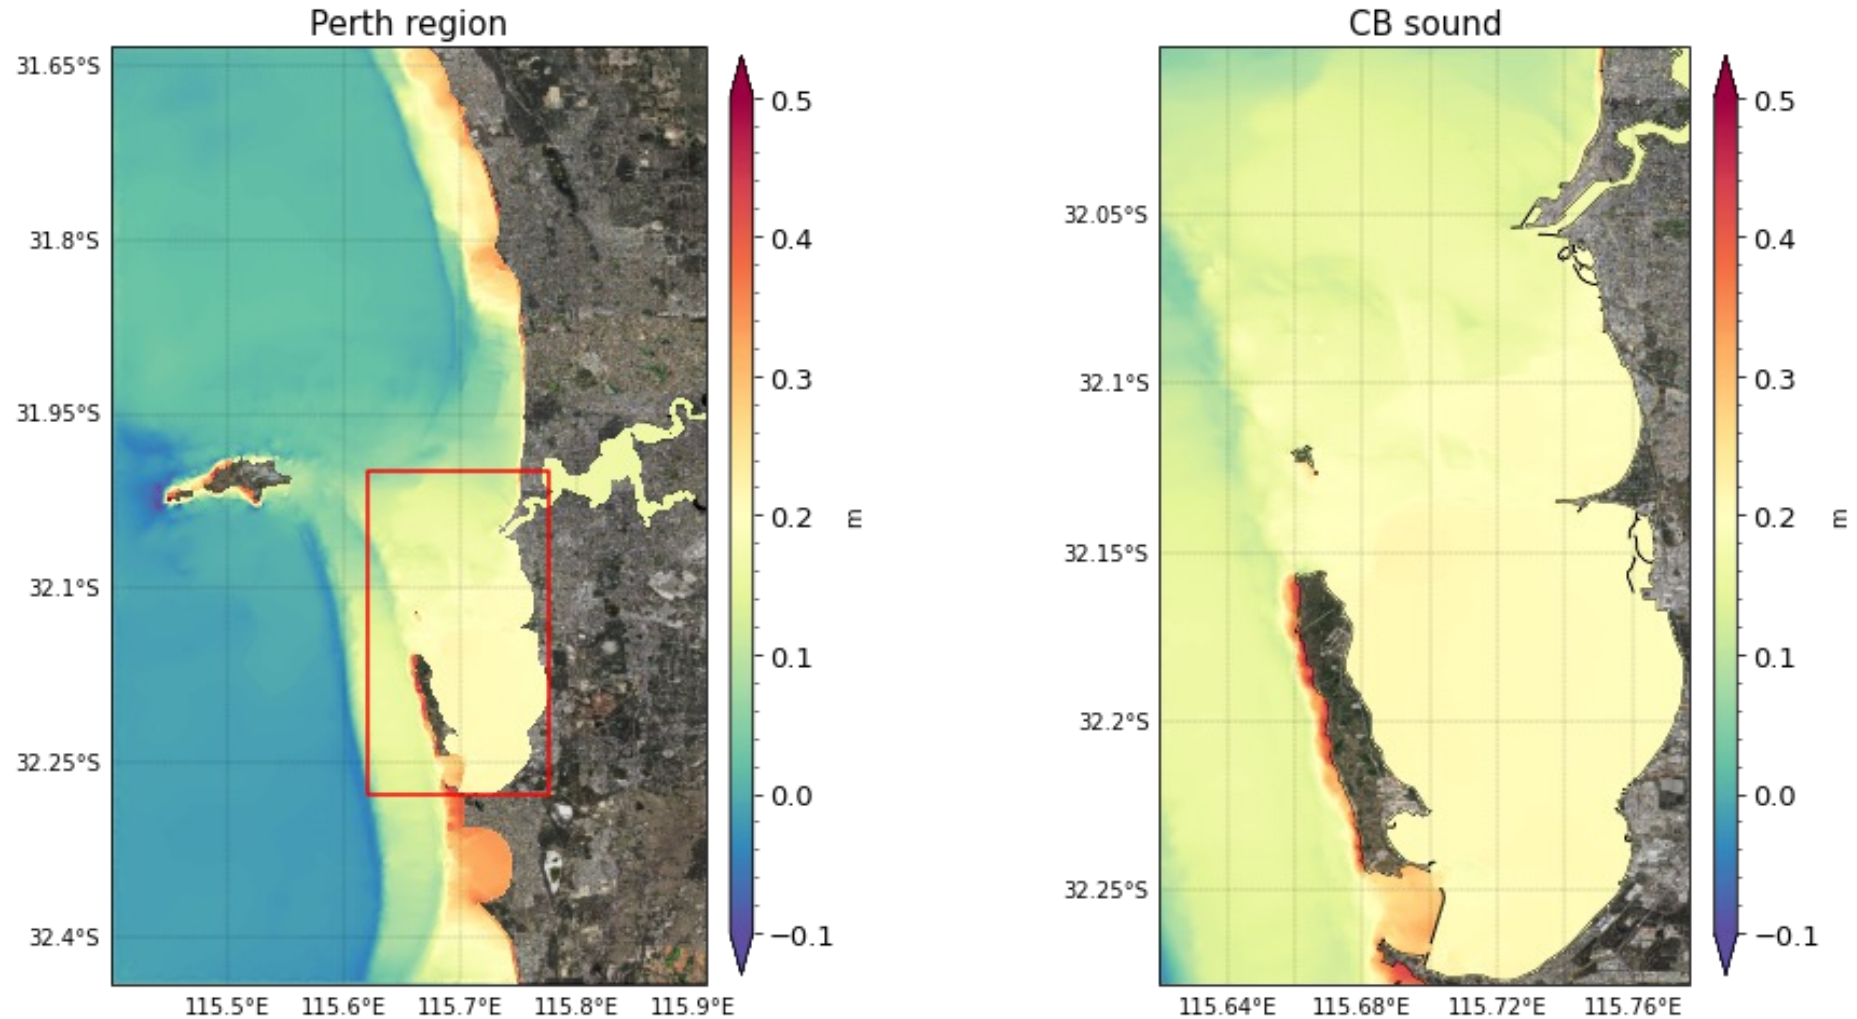 Perth region
31.65°S
31.8°S
31.95°S
32.1°S
32.25°S
32.4°S
115.5°E 115.6°E 115.7°E 115.8°E 115.9°E
0.5
0.4
0.3
0.2
0.1
0.0
−0.1
m
CB sound
32.05°S
32.1°S
32.15°S
32.2°S
32.25°S
115.64°E 115.68°E 115.72°E 115.76°E
0.5
0.4
0.3
0.2
0.1
0.0
−0.1
m